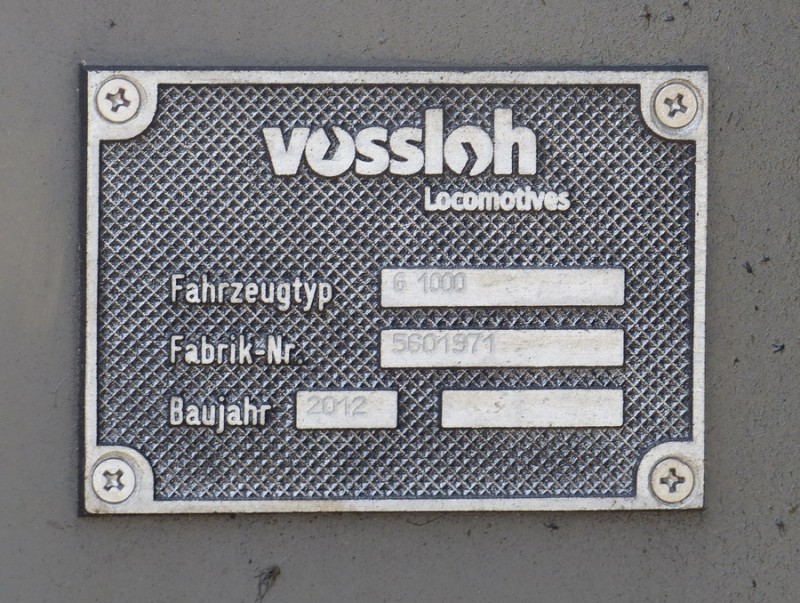 vossloh
Locomotives
Fahrzeugtyp G 1000
Fabrik-Nr. 5601971
Baujahr 2012